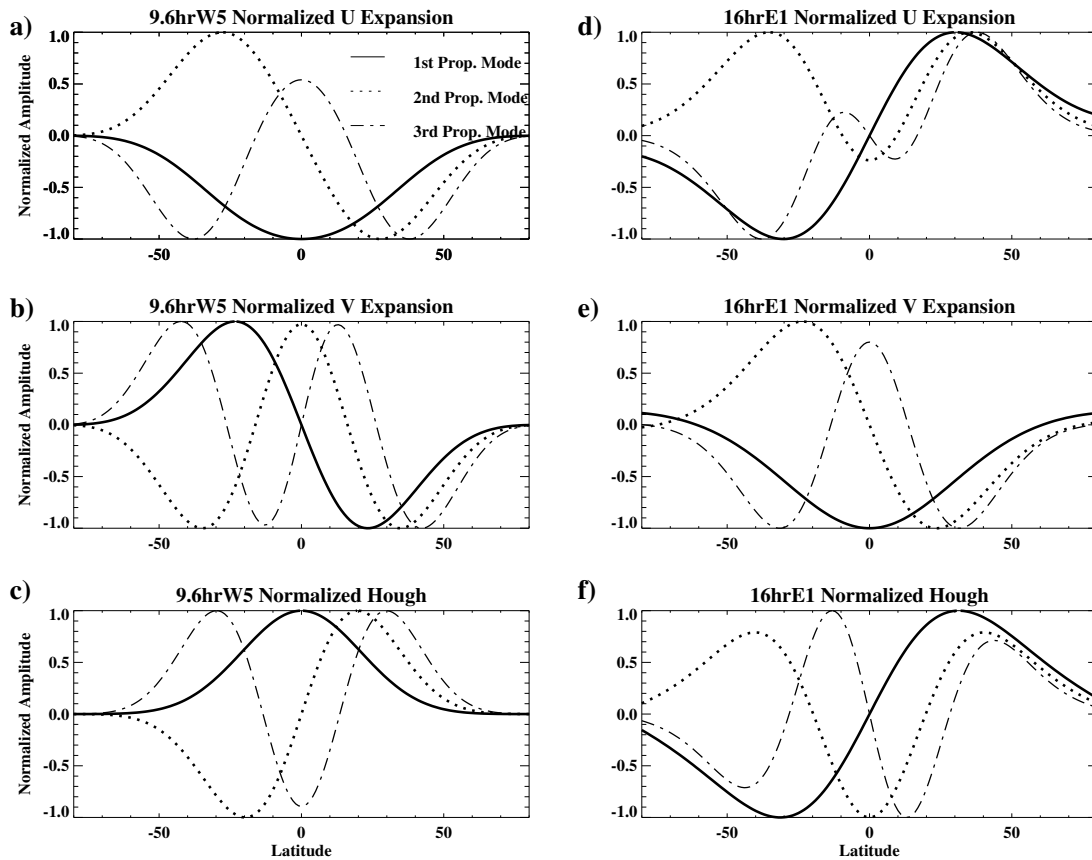 a)
9.6hrW5 Normalized U Expansion
Normalized Amplitude
1.0
0.5
0.0
-0.5
-1.0
-50
0
50
1st Prop. Mode
2nd Prop. Mode
3rd Prop. Mode
b)
9.6hrW5 Normalized V Expansion
Normalized Amplitude
1.0
0.5
0.0
-0.5
-1.0
-50
0
50
c)
9.6hrW5 Normalized Hough
Normalized Amplitude
1.0
0.5
0.0
-0.5
-1.0
-50
0
50
Latitude
d)
16hrE1 Normalized U Expansion
Normalized Amplitude
1.0
0.5
0.0
-0.5
-1.0
-50
0
50
e)
16hrE1 Normalized V Expansion
Normalized Amplitude
1.0
0.5
0.0
-0.5
-1.0
-50
0
50
f)
16hrE1 Normalized Hough
Normalized Amplitude
1.0
0.5
0.0
-0.5
-1.0
-50
0
50
Latitude